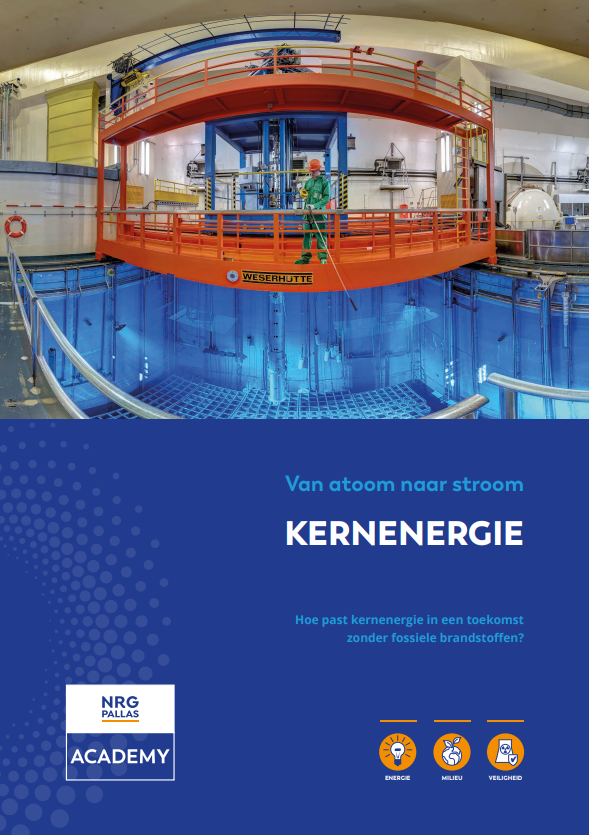 WESERHÜTTE
Van atoom naar stroom
KERNENERGIE
Hoe past kernenergie in een toekomst
zonder fossiele brandstoffen?
NRG
PALLAS
ACADEMY
ENERGIE
MILIEU
VEILIGHEID